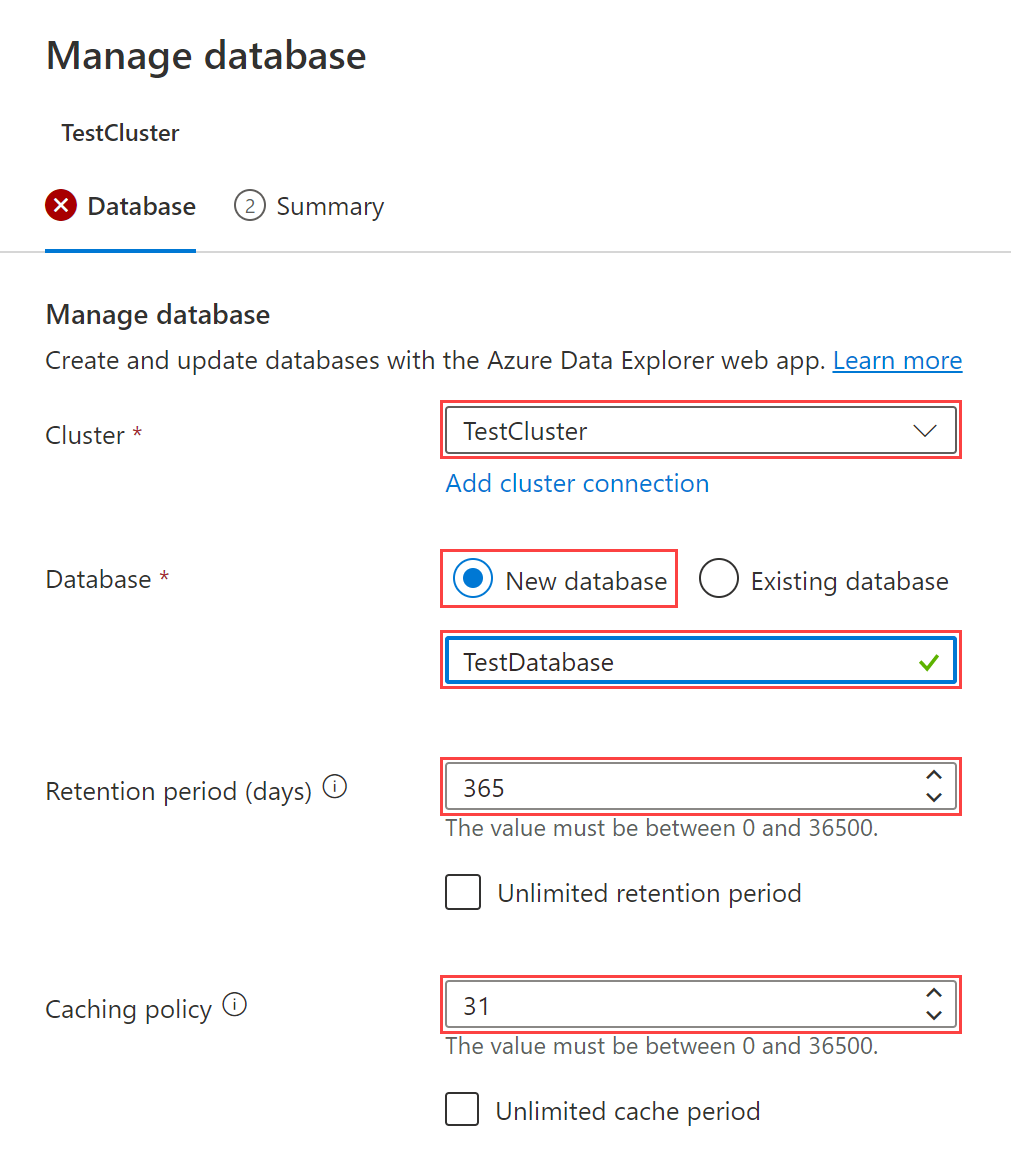 Manage database
TestCluster
Database 2 Summary
Manage database
Create and update databases with the Azure Data Explorer web app. Learn more
Cluster * TestCluster
Add cluster connection
Database * New database Existing database
TestDatabase
Retention period (days) 365
The value must be between 0 and 36500.
Unlimited retention period
Caching policy 31
The value must be between 0 and 36500.
Unlimited cache period